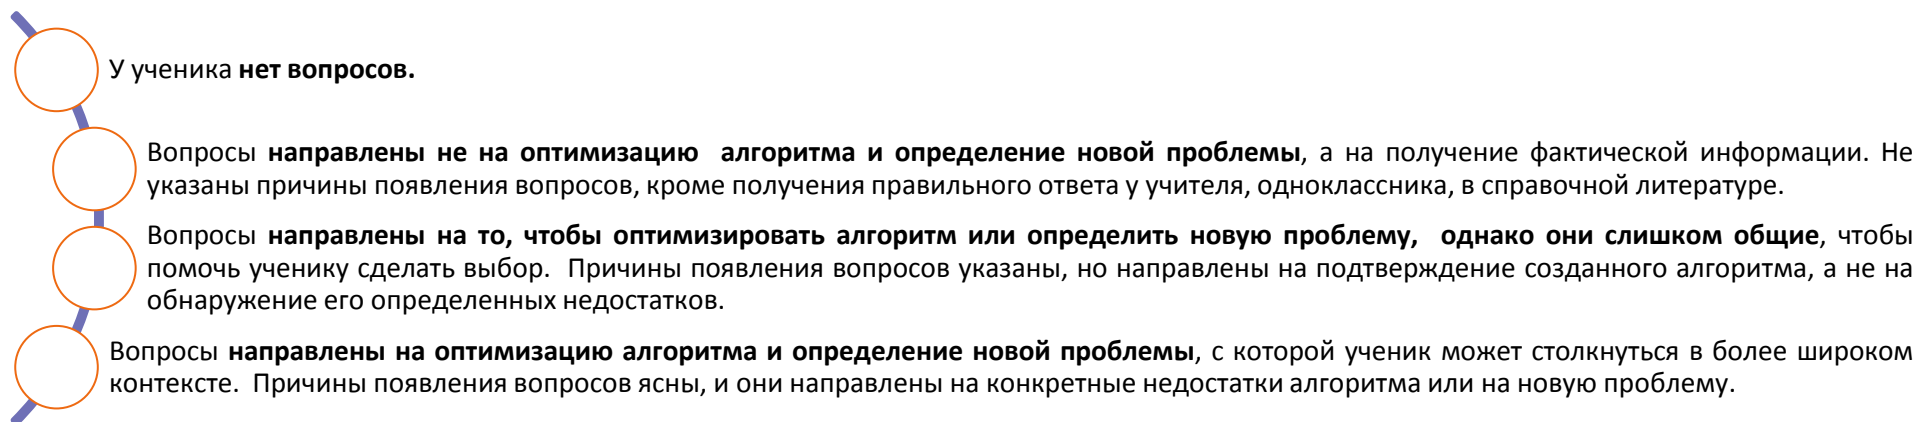 У ученика нет вопросов.
Вопросы направлены не на оптимизацию алгоритма и определение новой проблемы, а на получение фактической информации. Не
указаны причины появления вопросов, кроме получения правильного ответа у учителя, одноклассника, в справочной литературе.
Вопросы направлены на то, чтобы оптимизировать алгоритм или определить новую проблему, однако они слишком общие, чтобы
помочь ученику сделать выбор. Причины появления вопросов указаны, но направлены на подтверждение созданного алгоритма, а не на
обнаружение его определенных недостатков.
Вопросы направлены на оптимизацию алгоритма и определение новой проблемы, с которой ученик может столкнуться в более широком
контексте. Причины появления вопросов ясны, и они направлены на конкретные недостатки алгоритма или на новую проблему.